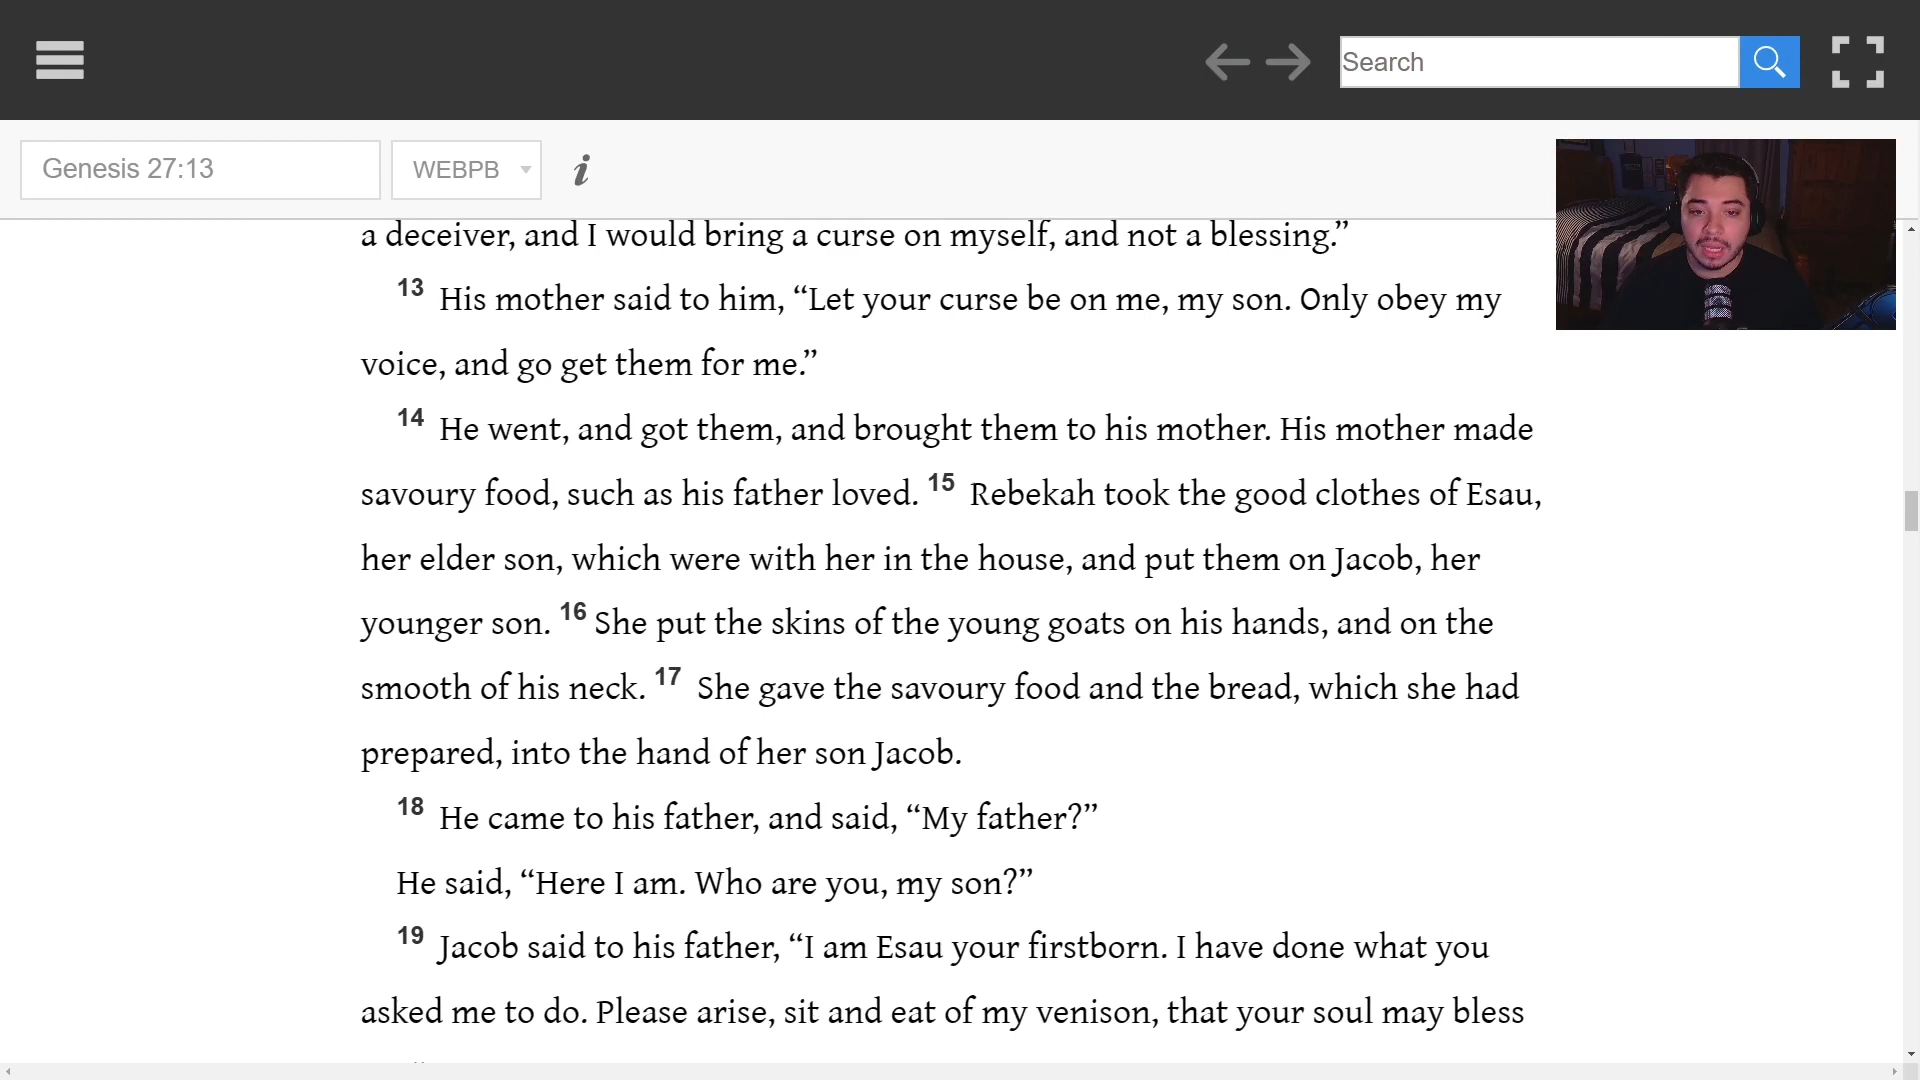 Search
Genesis 27:13
WEBPB
i
a deceiver, and I would bring a curse on myself, and not a blessing.”
13 His mother said to him, “Let your curse be on me, my son. Only obey my
voice, and go get them for me.”
14 He went, and got them, and brought them to his mother. His mother made
savoury food, such as his father loved. 15 Rebekah took the good clothes of Esau,
her elder son, which were with her in the house, and put them on Jacob, her
younger son. 16 She put the skins of the young goats on his hands, and on the
smooth of his neck. 17 She gave the savoury food and the bread, which she had
prepared, into the hand of her son Jacob.
18 He came to his father, and said, “My father?”
He said, “Here I am. Who are you, my son?”
19 Jacob said to his father, “I am Esau your firstborn. I have done what you
asked me to do. Please arise, sit and eat of my venison, that your soul may bless